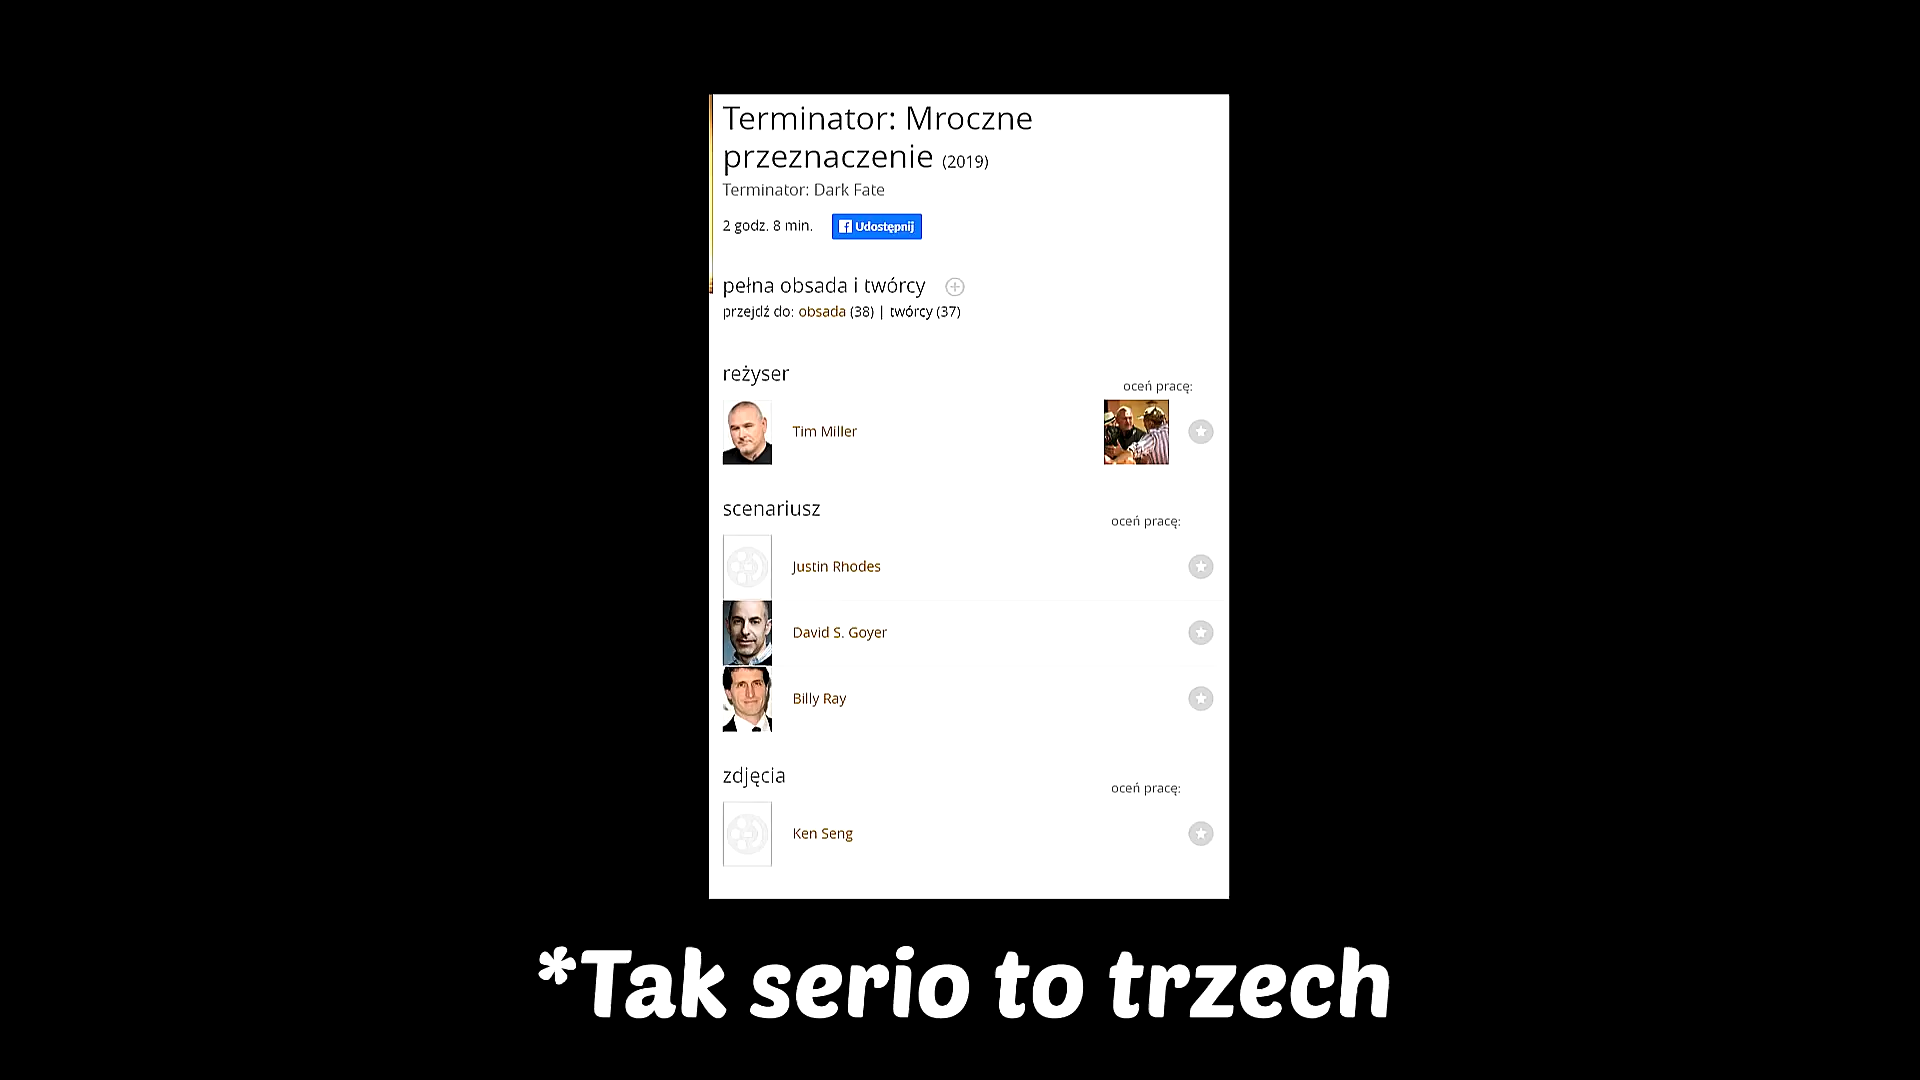 Terminator: Mroczne
przeznaczenie (2019)
Terminator: Dark Fate
2 godz. 8 min.
Udostępnij
pełna obsada i twórcy
przejdź do: obsada (38) | twórcy (37)
reżyser
oceń pracę:
Tim Miller
scenariusz
oceń pracę:
Justin Rhodes
David S. Goyer
Billy Ray
zdjęcia
oceń pracę:
Ken Seng
*Tak serio to trzech